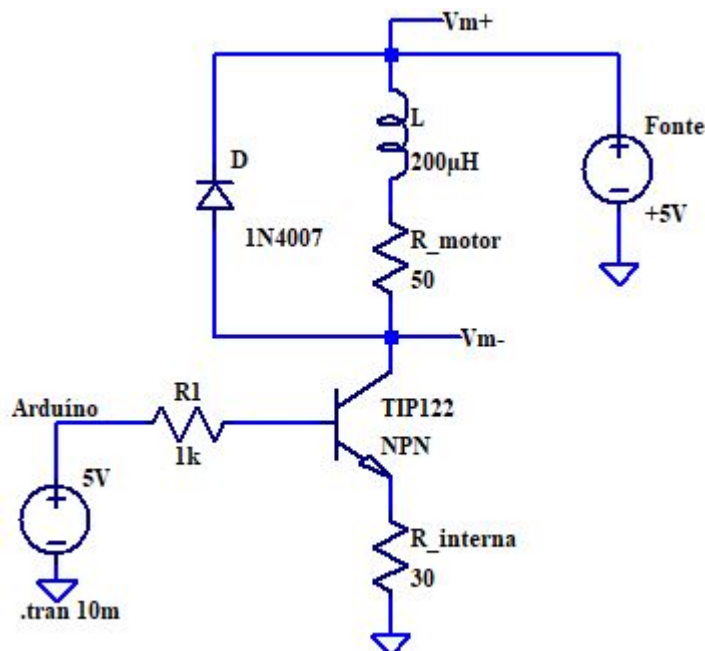 Vm+
L
200µH
Fonte
+5V
D
1N4007
R_motor
50
Vm-
Arduíno
R1
1k
TIP122
NPN
5V
R_interna
30
.tran 10m